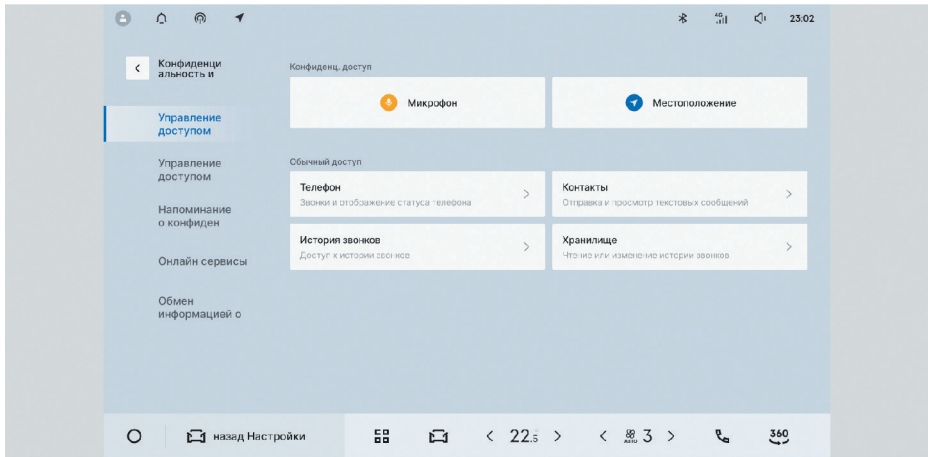 4G
23:02
Конфиденци
альность и
Управление
доступом
Управление
доступом
Напоминание
о конфиден
Онлайн сервисы
Обмен
информацией о
Конфиденц. доступ
Микрофон
Местоположение
Обычный доступ
Телефон
Звонки и отображение статуса телефона
Контакты
Отправка и просмотр текстовых сообщений
История звонков
Доступ к истории звонков
Хранилище
Чтение или изменение истории звонков
назад Настройки
22.5
AUTO
3
360